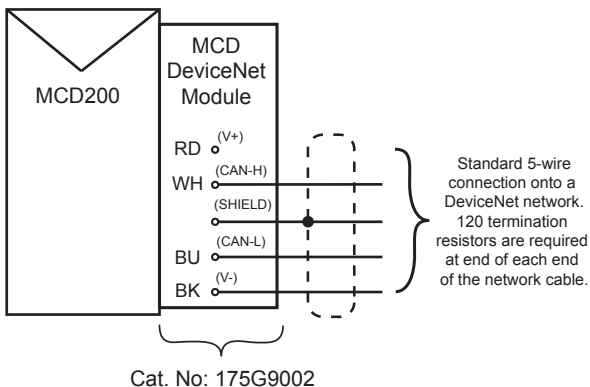 MCD200
MCD
DeviceNet
Module
RD (V+)
WH (CAN-H)
(SHIELD)
BU (CAN-L)
BK (V-)
Standard 5-wire
connection onto a
DeviceNet network.
120 termination
resistors are required
at end of each end
of the network cable.
Cat. No: 175G9002